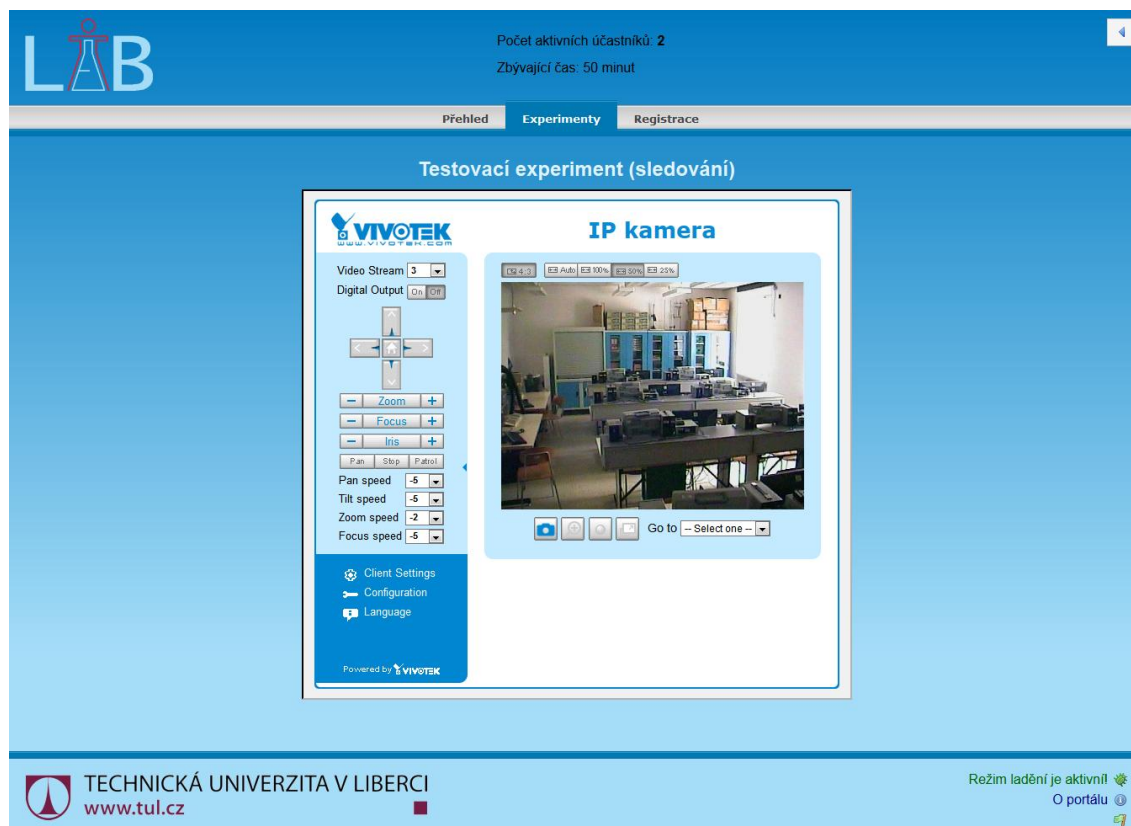 LAB
Počet aktivních účastníků: 2
Zbývající čas: 50 minut
Přehled Experimenty Registrace
Testovací experiment (sledování)
VIVOTEK
www.vivotek.com
IP kamera
Video Stream 3
4:3 Auto 100% 50% 25%
Digital Output On Off
Zoom
Focus
Iris
Pan Stop Patrol
Pan speed -5
Tilt speed -5
Zoom speed -2
Focus speed -5
Go to -- Select one --
Client Settings
Configuration
Language
Powered by VIVOTEK
TECHNICKÁ UNIVERZITA V LIBERCI
www.tul.cz
Režim ladění je aktivní!
O portálu